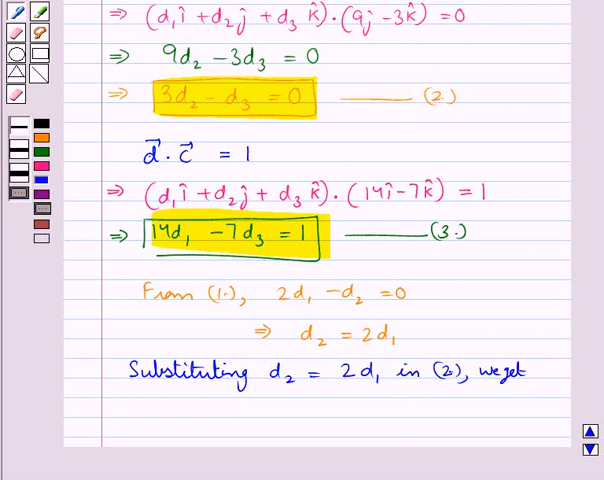 ⇒ (d₁î + d₂ĵ + d₃ k̂)·(9ĵ - 3k̂) = 0
⇒ 9d₂ - 3d₃ = 0
⇒ 3d₂ - d₃ = 0 ——— (2.)
d⃗ · c⃗ = 1
⇒ (d₁î + d₂ĵ + d₃k̂)·(14î - 7k̂) = 1
⇒ 14d₁ - 7d₃ = 1 ——— (3.)
From (1.), 2d₁ - d₂ = 0
⇒ d₂ = 2d₁
Substituting d₂ = 2d₁ in (2.), we get